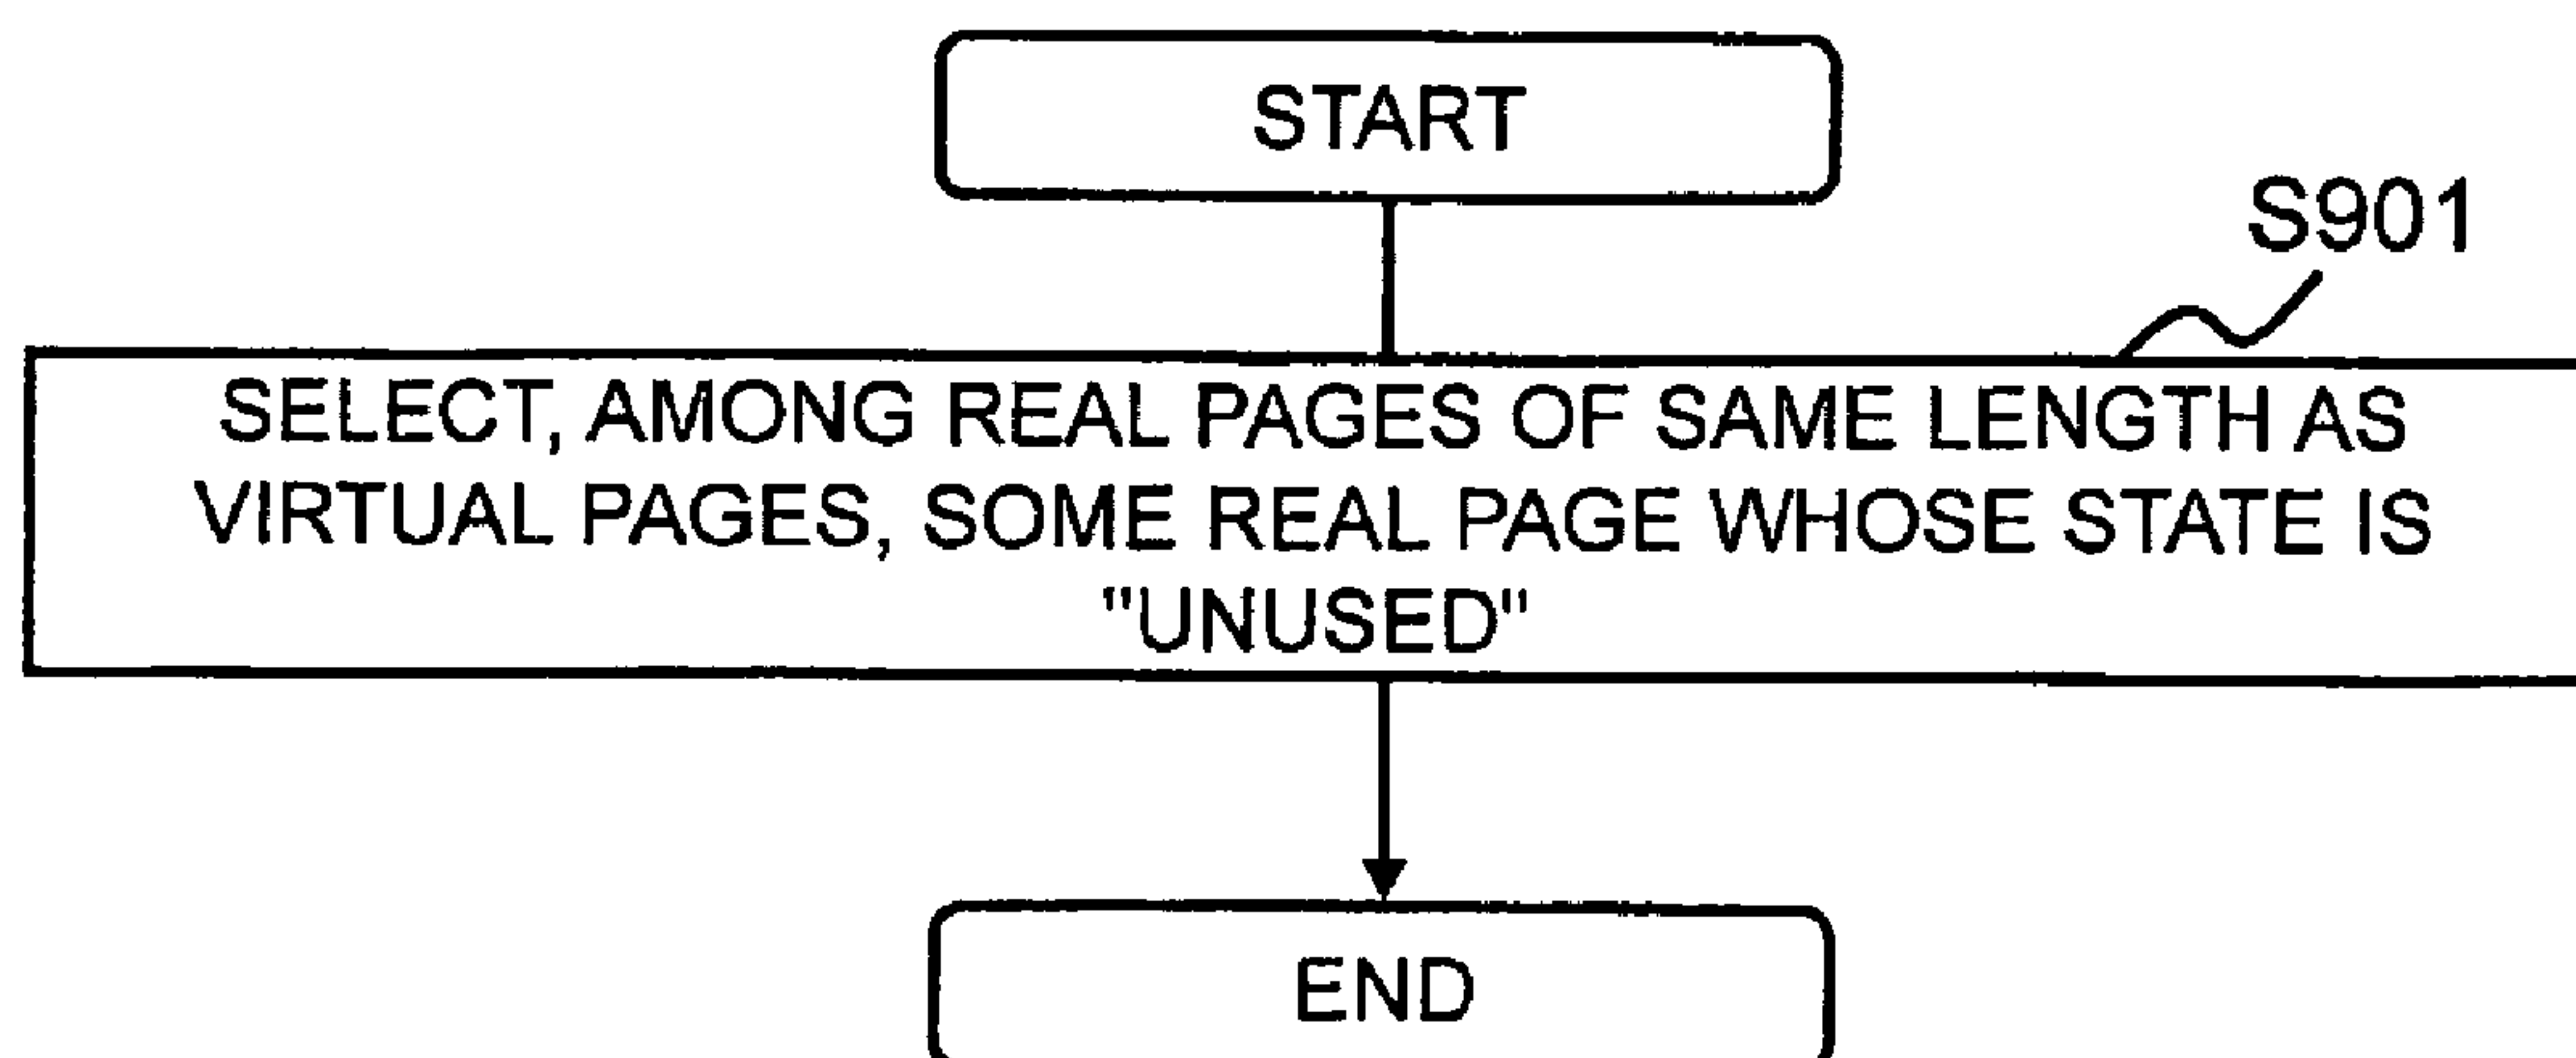 START
S901
SELECT, AMONG REAL PAGES OF SAME LENGTH AS
VIRTUAL PAGES, SOME REAL PAGE WHOSE STATE IS
"UNUSED"
END